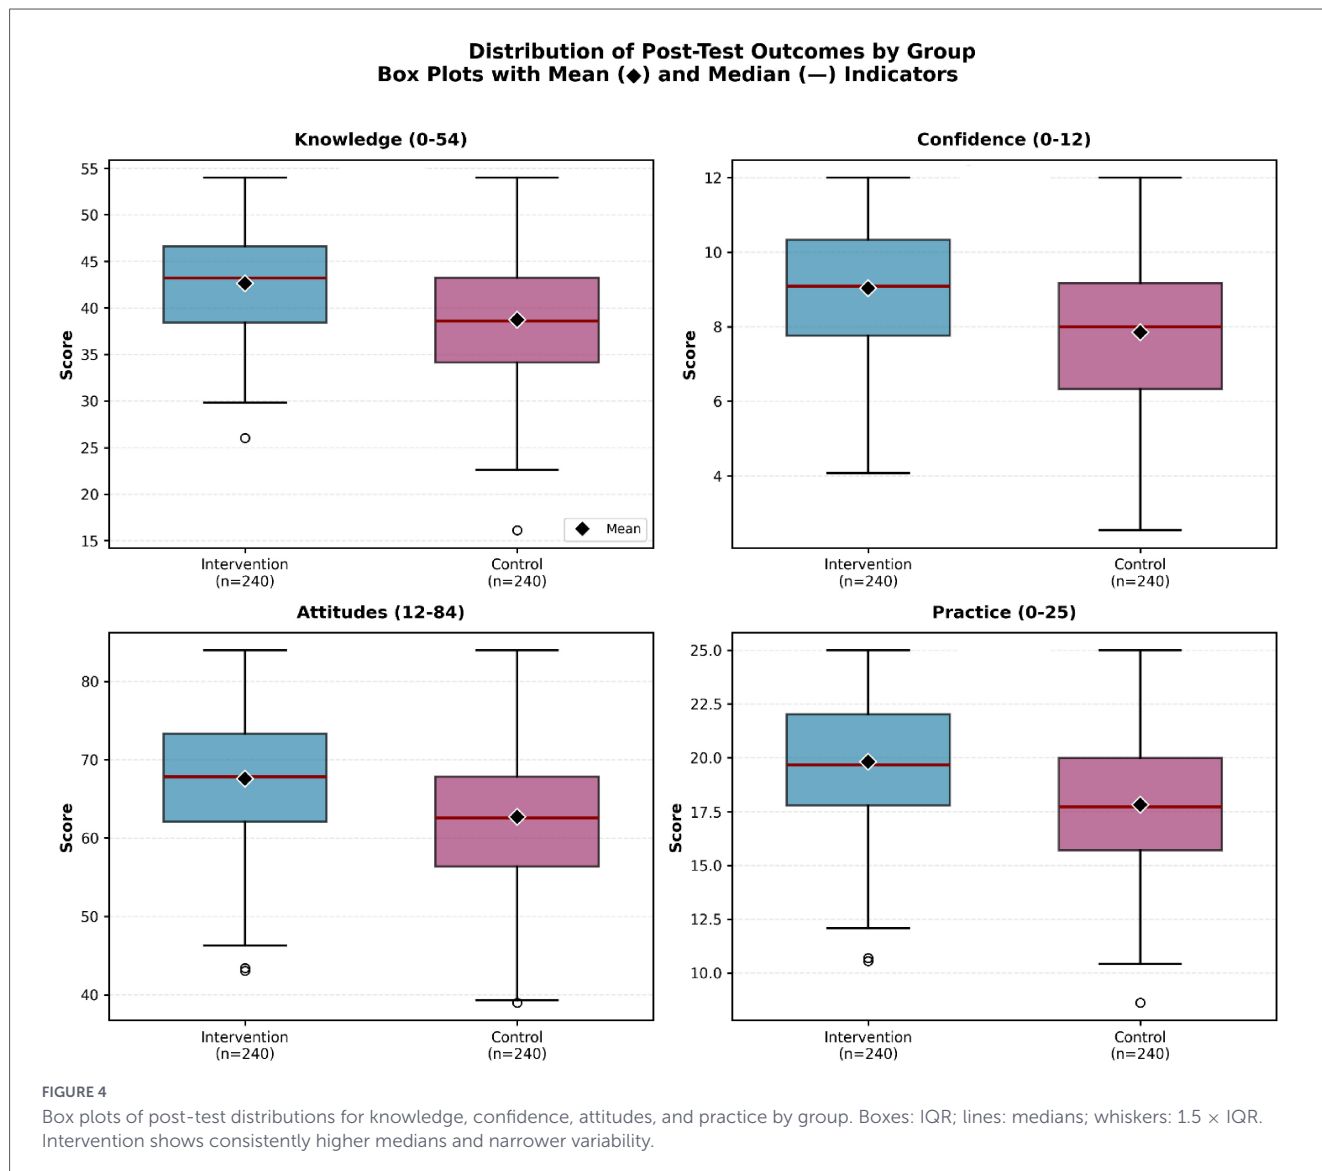 Distribution of Post-Test Outcomes by Group
Box Plots with Mean (◆) and Median (—) Indicators
Knowledge (0-54)
55
50
45
40
35
30
25
20
15
Score
Mean
Intervention
(n=240)
Control
(n=240)
Confidence (0-12)
12
10
8
6
4
Score
Intervention
(n=240)
Control
(n=240)
Attitudes (12-84)
80
70
60
50
40
Score
Intervention
(n=240)
Control
(n=240)
Practice (0-25)
25.0
22.5
20.0
17.5
15.0
12.5
10.0
Score
Intervention
(n=240)
Control
(n=240)
FIGURE 4
Box plots of post-test distributions for knowledge, confidence, attitudes, and practice by group. Boxes: IQR; lines: medians; whiskers: 1.5 × IQR.
Intervention shows consistently higher medians and narrower variability.